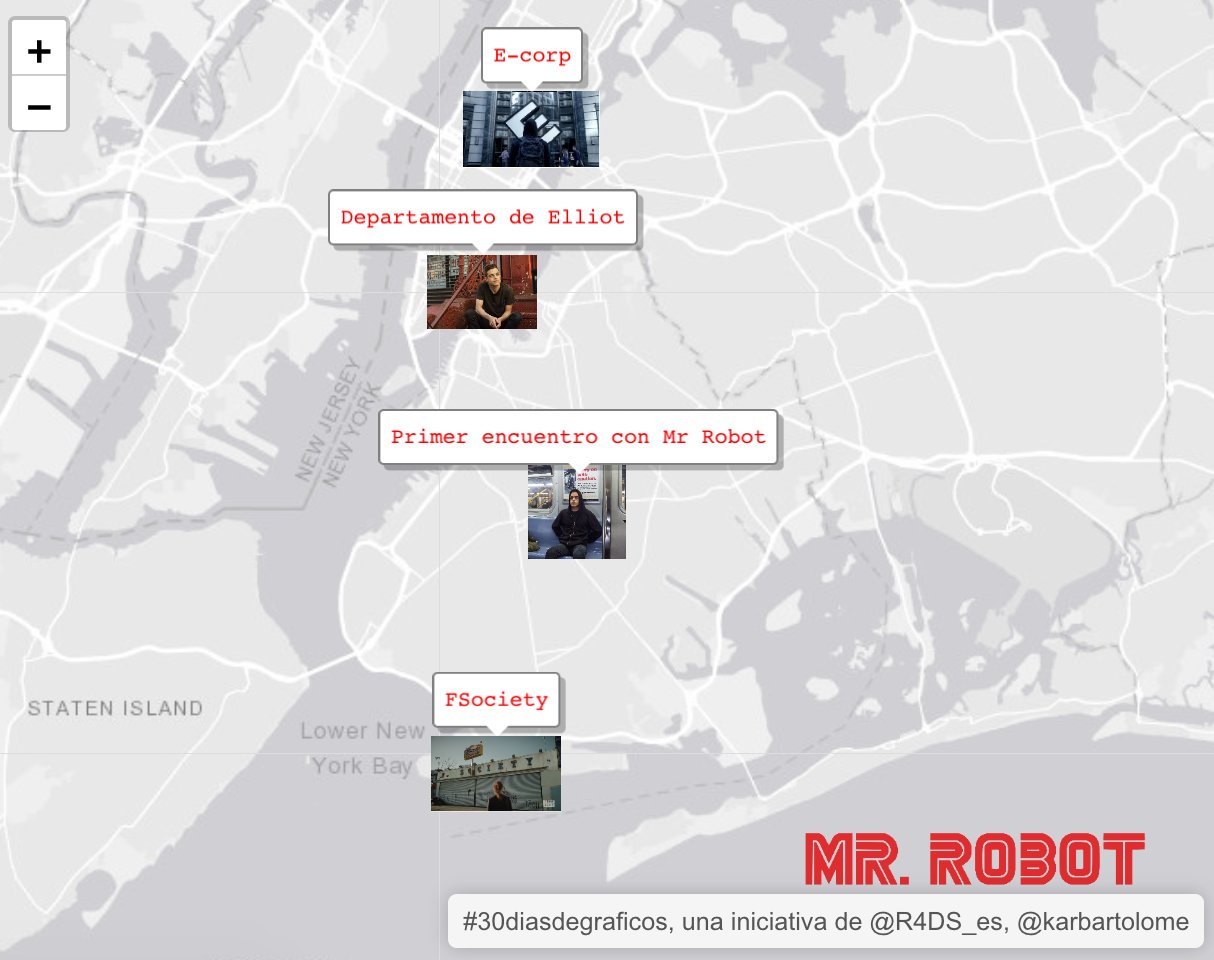 +
−
E-corp
Departamento de Elliot
NEW JERSEY
NEW YORK
Primer encuentro con Mr Robot
FSociety
STATEN ISLAND
Lower New
York Bay
MR. ROBOT
#30diasdegraficos, una iniciativa de @R4DS_es, @karbartolome